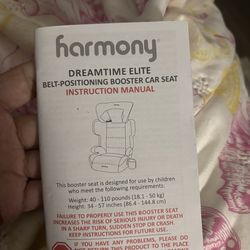 harmony
DREAMTIME ELITE
BELT-POSITIONING BOOSTER CAR SEAT
INSTRUCTION MANUAL
This booster seat is designed for use by children
who meet the following requirements:
Weight: 40 - 110 pounds (18.1 - 50 kg)
Height: 34 - 57 inches (86.4 - 144.8 cm)
FAILURE TO PROPERLY USE THIS BOOSTER SEAT
INCREASES THE RISK OF SERIOUS INJURY OR DEATH
IN A SHARP TURN, SUDDEN STOP OR CRASH.
KEEP INSTRUCTIONS FOR FUTURE USE
IF YOU HAVE ANY PROBLEMS, PLEASE DO
NOT RETURN THIS PRODUCT TO THE PLACE